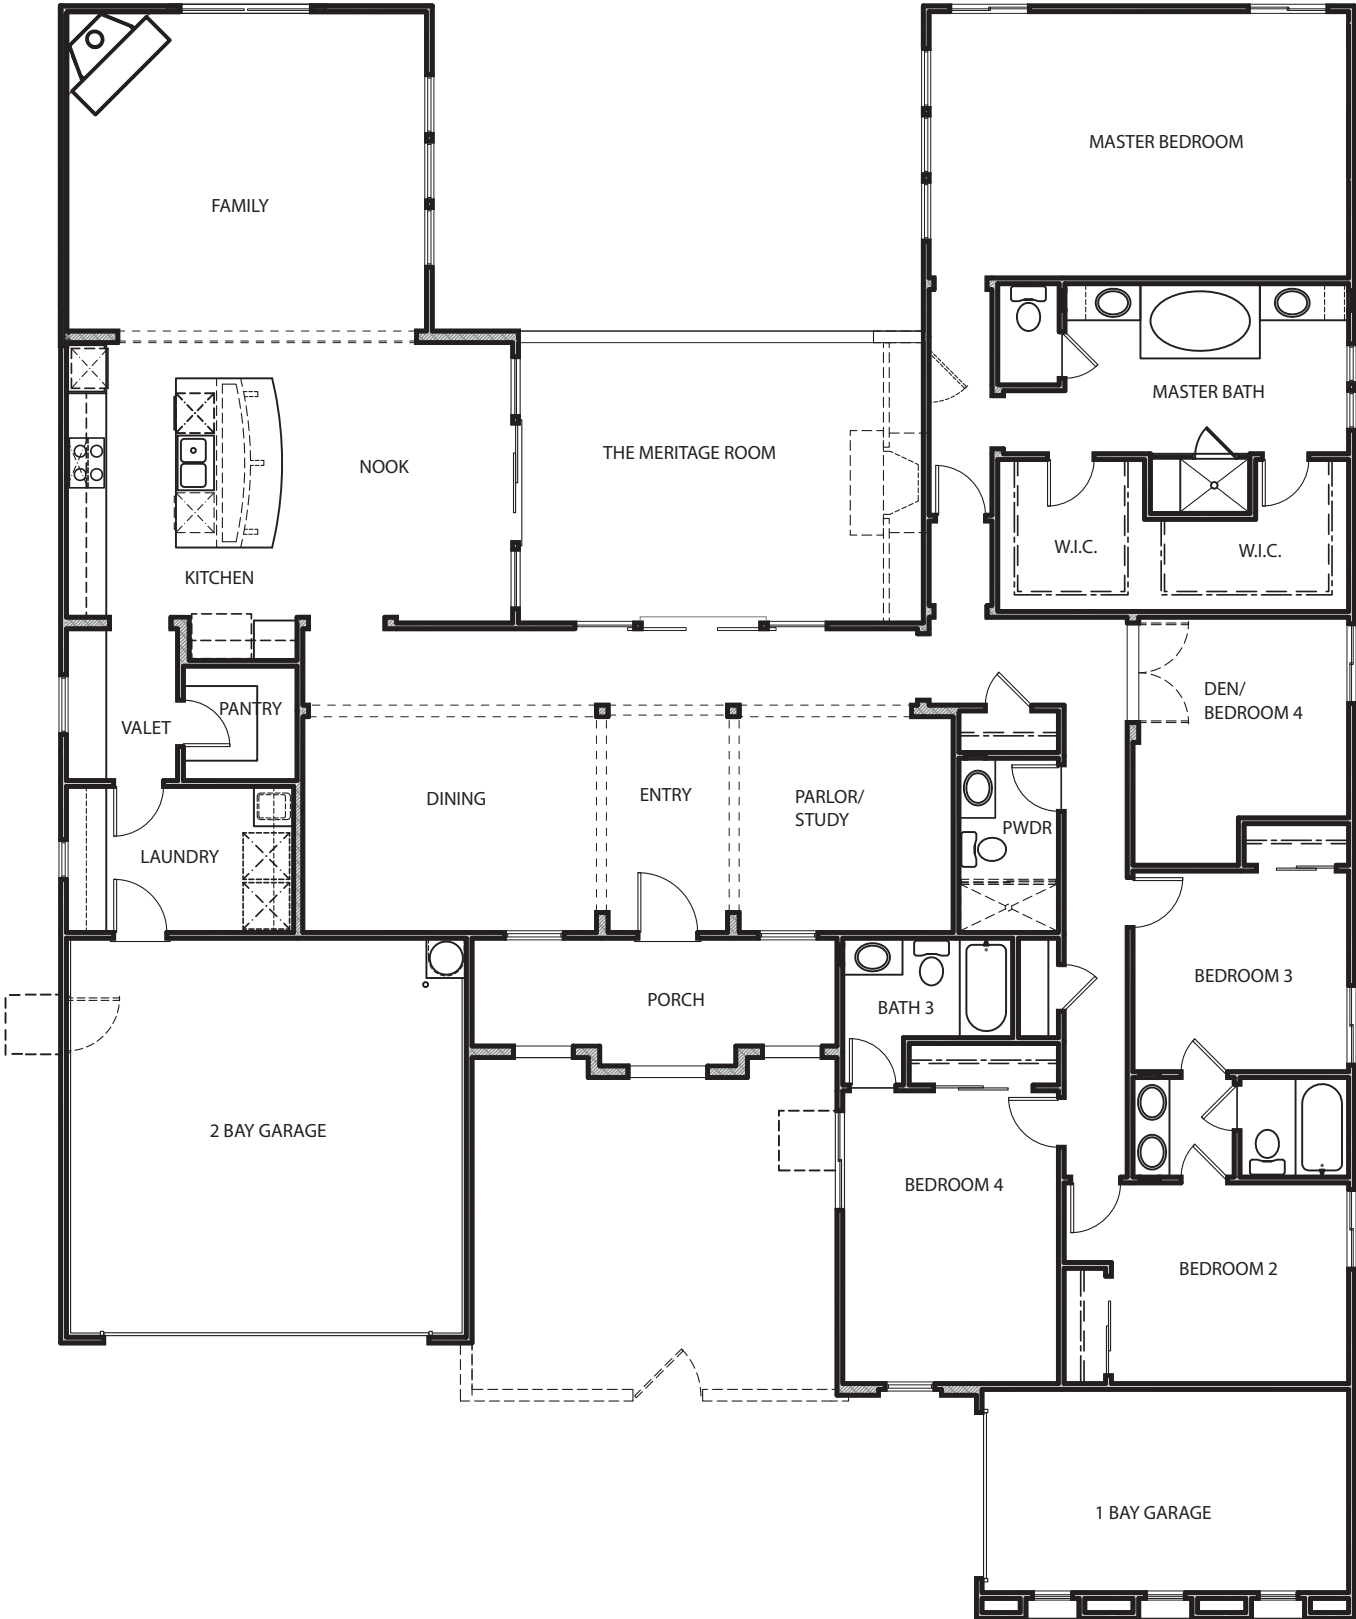 MASTER BEDROOM
FAMILY
MASTER BATH
THE MERITAGE ROOM
NOOK
W.I.C.
W.I.C.
KITCHEN
DEN/
BEDROOM 4
PANTRY
VALET
DINING
ENTRY
PARLOR/
STUDY
PWDR
LAUNDRY
BEDROOM 3
PORCH
BATH 3
2 BAY GARAGE
BEDROOM 4
BEDROOM 2
1 BAY GARAGE